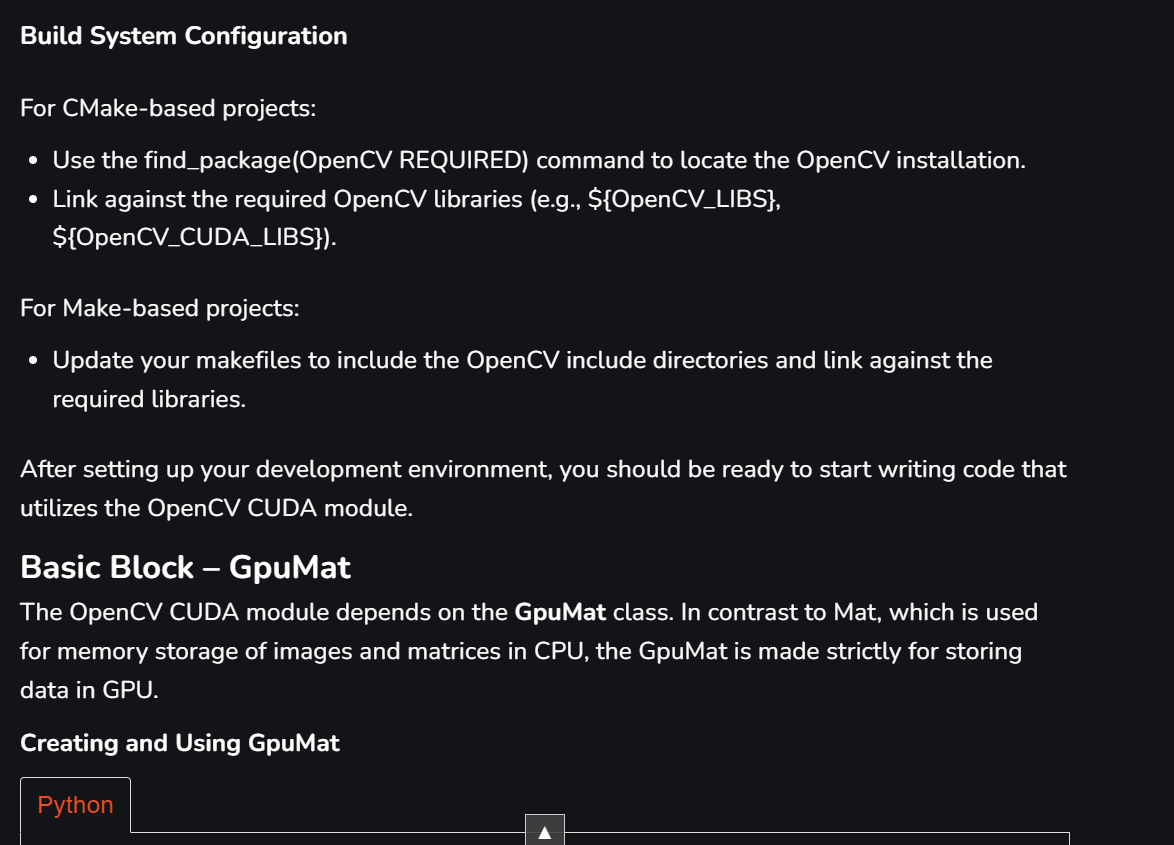 Build System Configuration
For CMake-based projects:
Use the find_package(OpenCV REQUIRED) command to locate the OpenCV installation.
Link against the required OpenCV libraries (e.g., ${OpenCV_LIBS},
${OpenCV_CUDA_LIBS}).
For Make-based projects:
Update your makefiles to include the OpenCV include directories and link against the
required libraries.
After setting up your development environment, you should be ready to start writing code that
utilizes the OpenCV CUDA module.
Basic Block – GpuMat
The OpenCV CUDA module depends on the GpuMat class. In contrast to Mat, which is used
for memory storage of images and matrices in CPU, the GpuMat is made strictly for storing
data in GPU.
Creating and Using GpuMat
Python